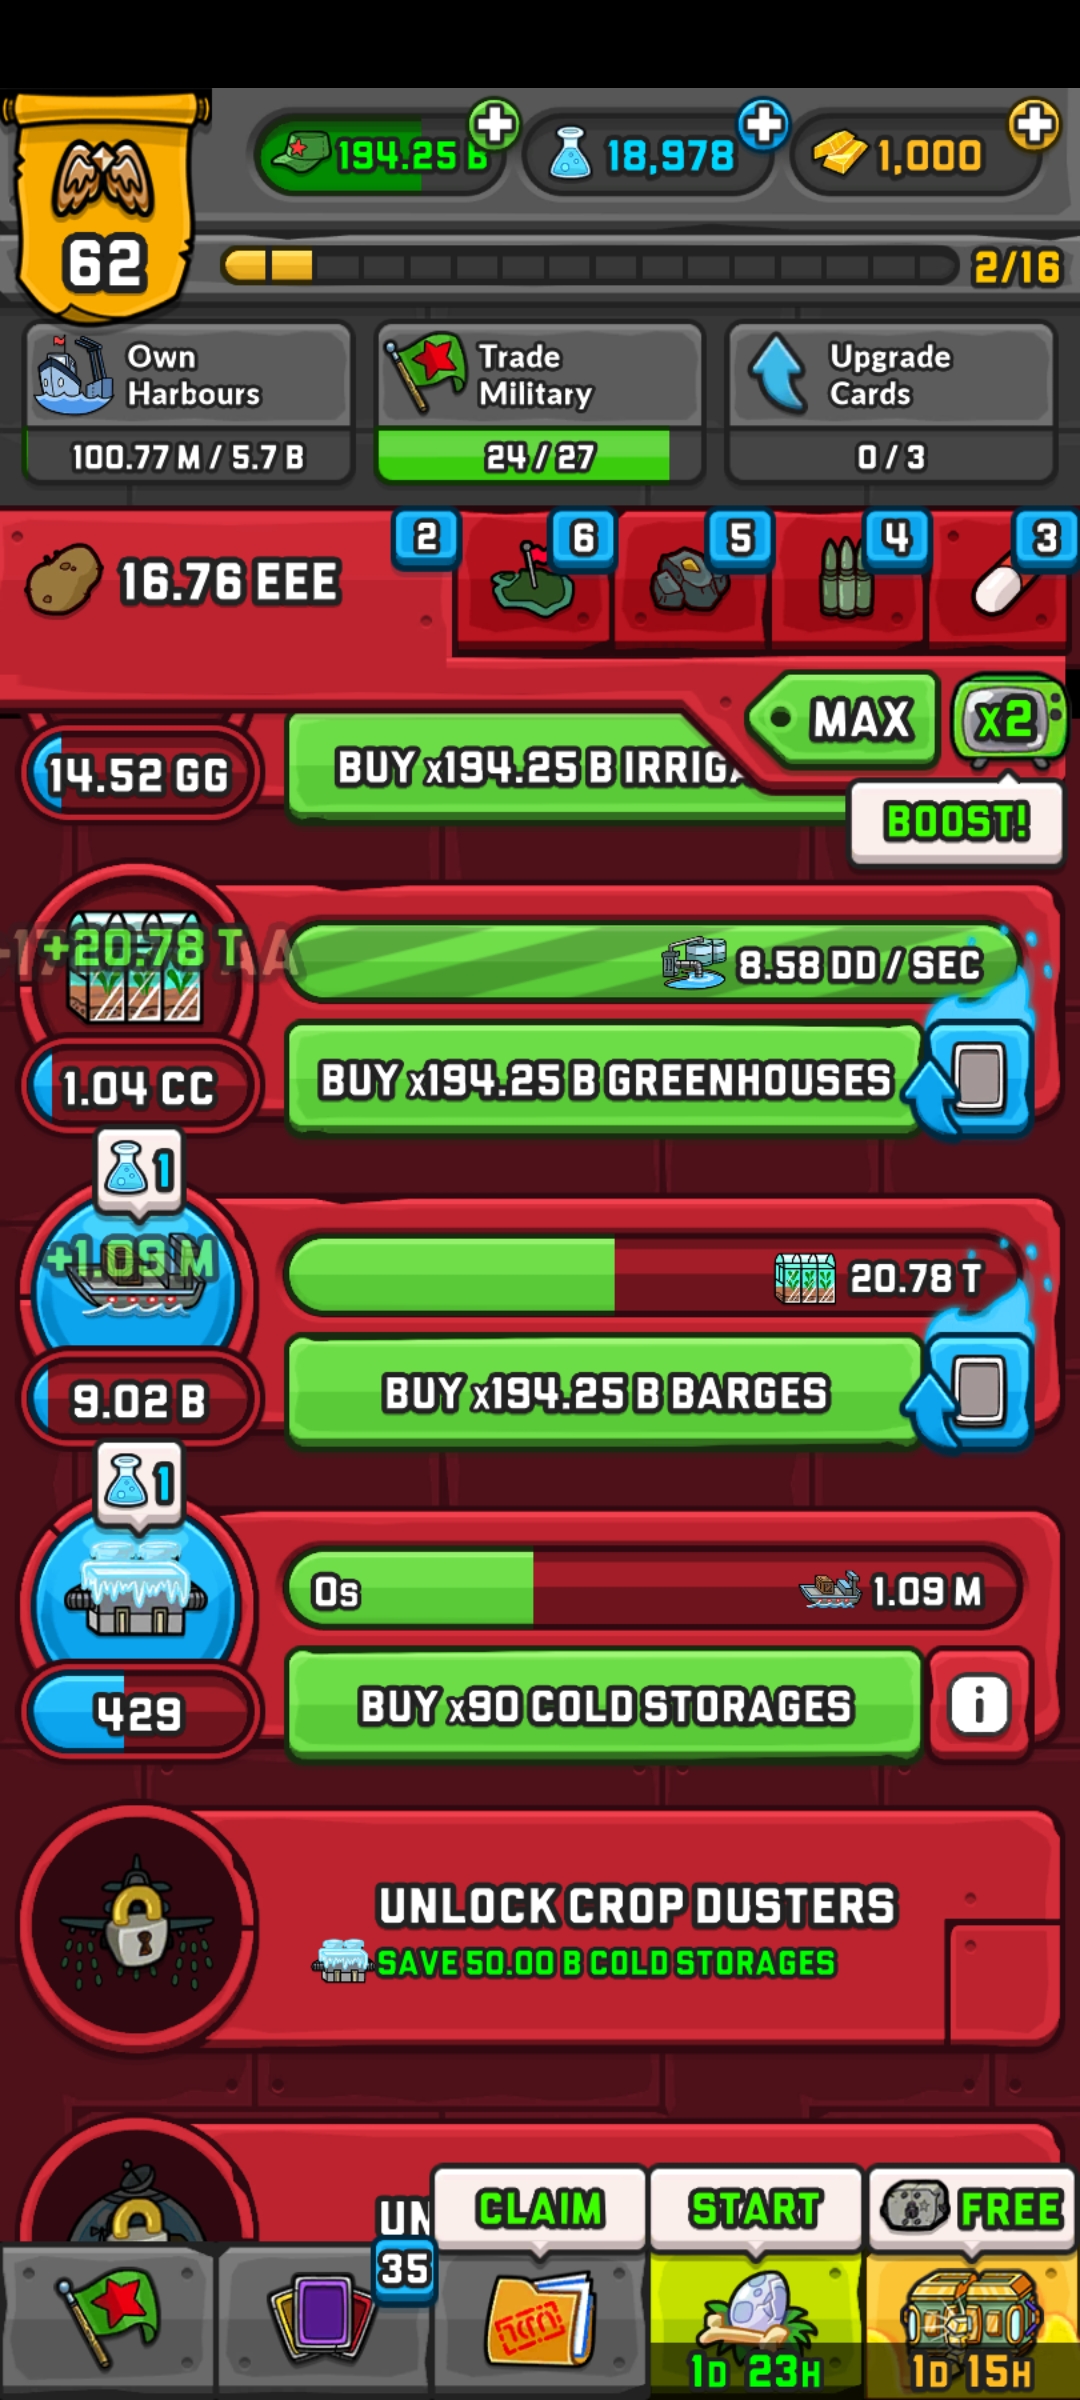 194.25 B
18,978
1,000
62
2/16
Own
Harbours
100.77 M / 5.7 B
Trade
Military
24 / 27
Upgrade
Cards
0 / 3
16.76 EEE
2
6
5
4
3
MAX
x2
BOOST!
14.52 GG
BUY x194.25 B
+20.78 T
8.58 DD / SEC
1.04 CC
BUY x194.25 B GREENHOUSES
1
+1.09 M
20.78 T
9.02 B
BUY x194.25 B BARGES
1
0s
1.09 M
429
BUY x90 COLD STORAGES
i
UNLOCK CROP DUSTERS
SAVE 50.00 B COLD STORAGES
CLAIM
START
FREE
35
1D 23H
1D 15H